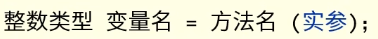 整数类型 变量名 = 方法名 (实参);